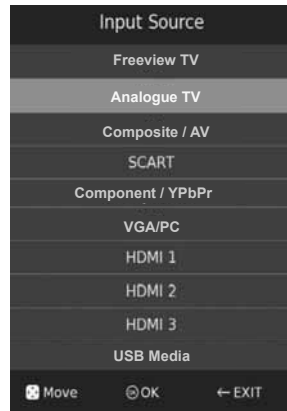 Input Source
Freeview TV
Analogue TV
Composite / AV
SCART
Component / YPbPr
VGA/PC
HDMI 1
HDMI 2
HDMI 3
USB Media
Move OK ← EXIT